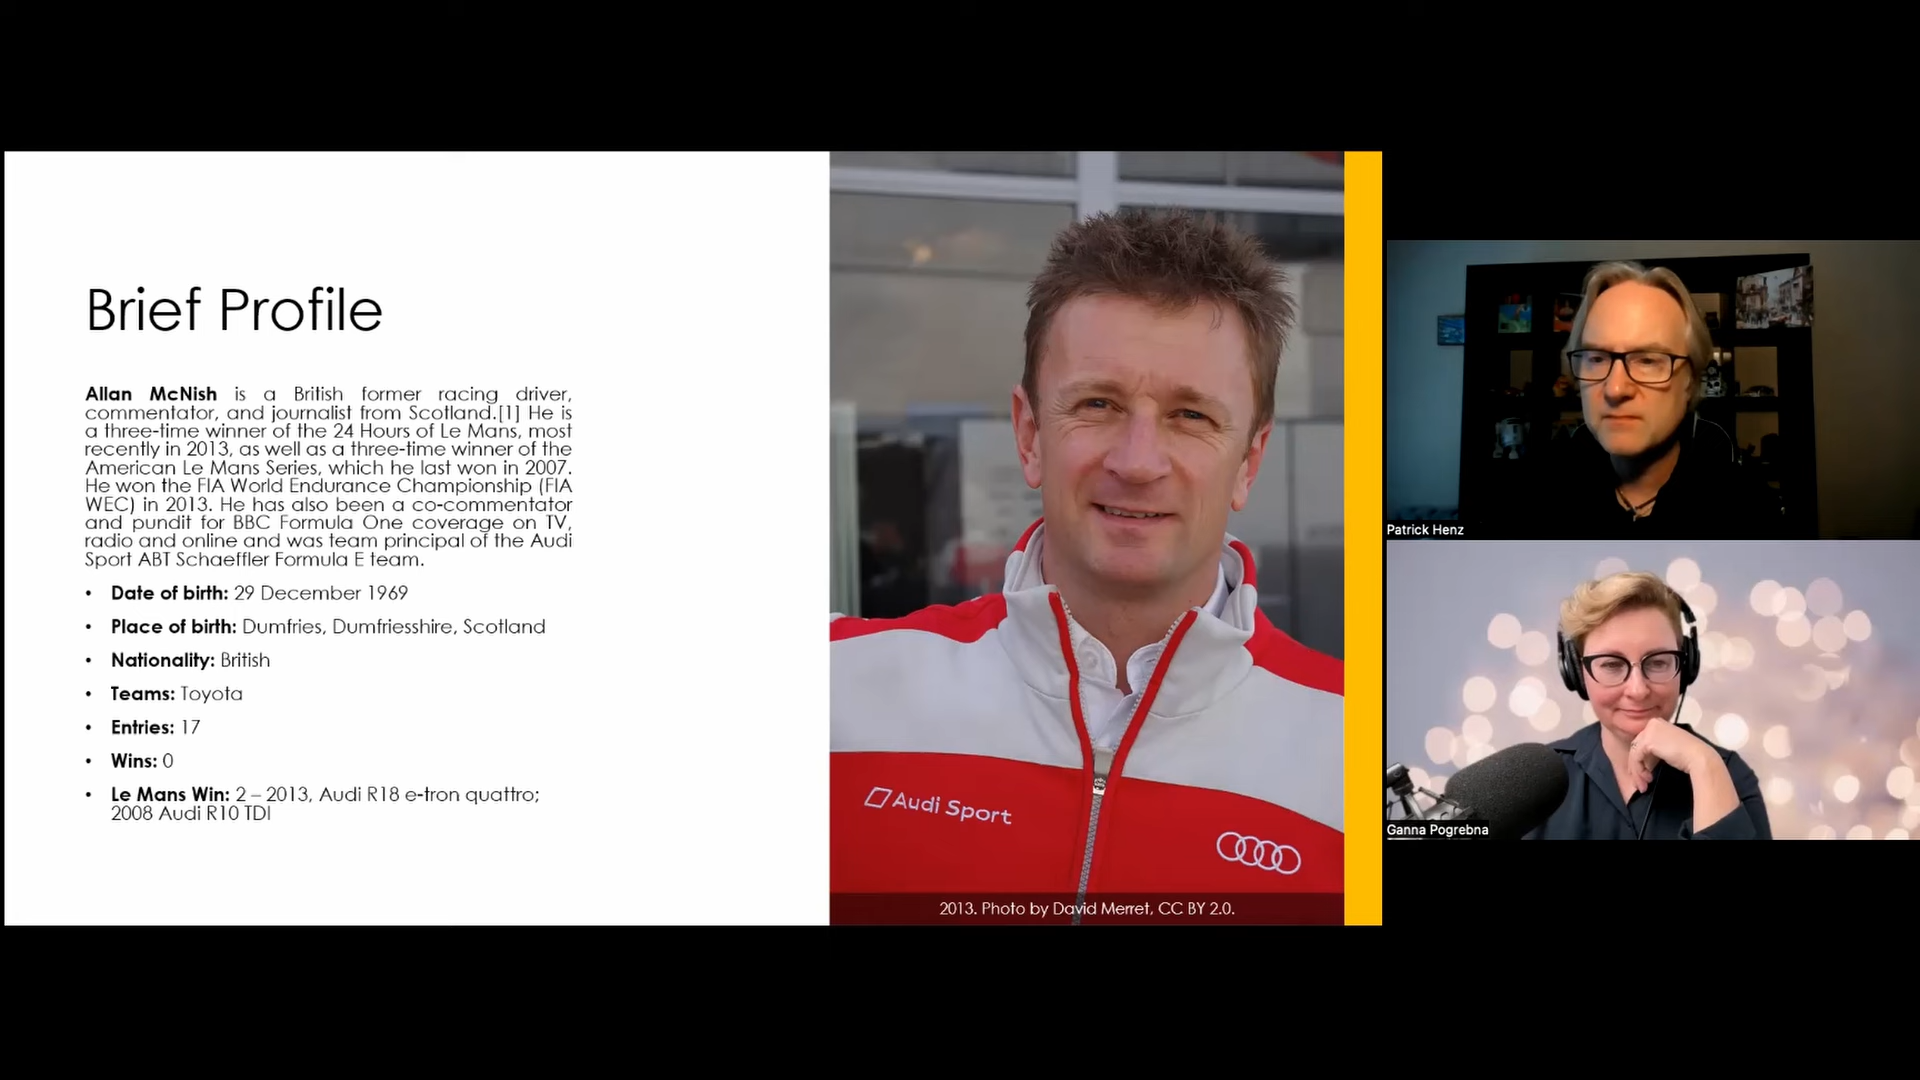 Brief Profile
Allan McNish is a British former racing driver,
commentator, and journalist from Scotland.[1] He is
a three-time winner of the 24 Hours of Le Mans, most
recently in 2013, as well as a three-time winner of the
American Le Mans Series, which he last won in 2007.
He won the FIA World Endurance Championship (FIA
WEC) in 2013. He has also been a co-commentator
and pundit for BBC Formula One coverage on TV,
radio and online and was team principal of the Audi
Sport ABT Schaeffler Formula E team.
• Date of birth: 29 December 1969
• Place of birth: Dumfries, Dumfriesshire, Scotland
• Nationality: British
• Teams: Toyota
• Entries: 17
• Wins: 0
• Le Mans Win: 2 – 2013, Audi R18 e-tron quattro;
2008 Audi R10 TDI
Audi Sport
2013. Photo by David Merret, CC BY 2.0.
Patrick Henz
Ganna Pogrebna